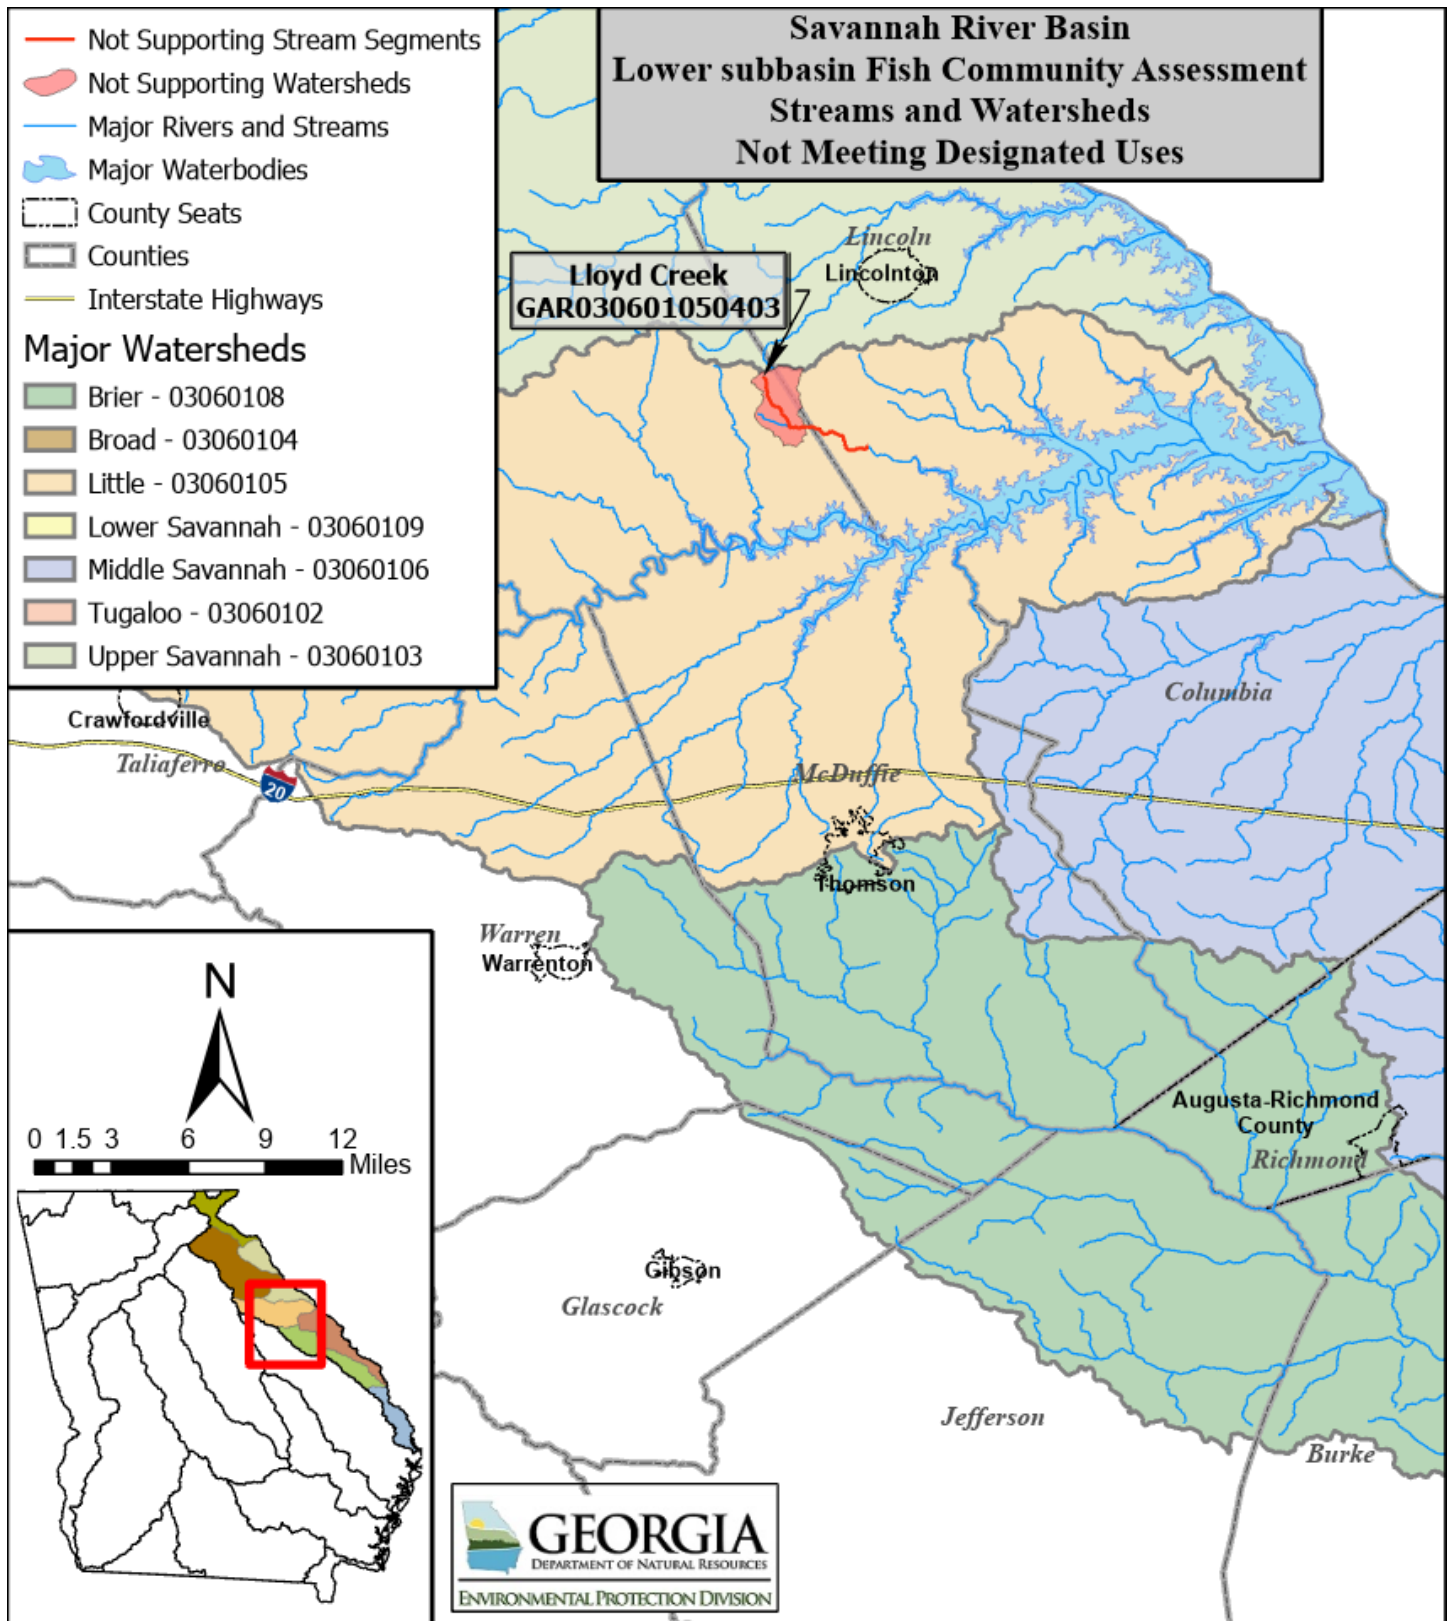 Savannah River Basin
Lower subbasin Fish Community Assessment
Streams and Watersheds
Not Meeting Designated Uses
Not Supporting Stream Segments
Not Supporting Watersheds
Major Rivers and Streams
Major Waterbodies
County Seats
Counties
Interstate Highways
Major Watersheds
Brier - 03060108
Broad - 03060104
Little - 03060105
Lower Savannah - 03060109
Middle Savannah - 03060106
Tugaloo - 03060102
Upper Savannah - 03060103
Lloyd Creek
GAR030601050403
Lincoln
Lincolnton
Columbia
Crawfordville
Taliaferro
20
McDuffie
Thomson
Warren
Warrenton
Augusta-Richmond
County
Richmond
Gibson
Glascock
Jefferson
Burke
N
0 1.5 3 6 9 12
Miles
GEORGIA
DEPARTMENT OF NATURAL RESOURCES
ENVIRONMENTAL PROTECTION DIVISION